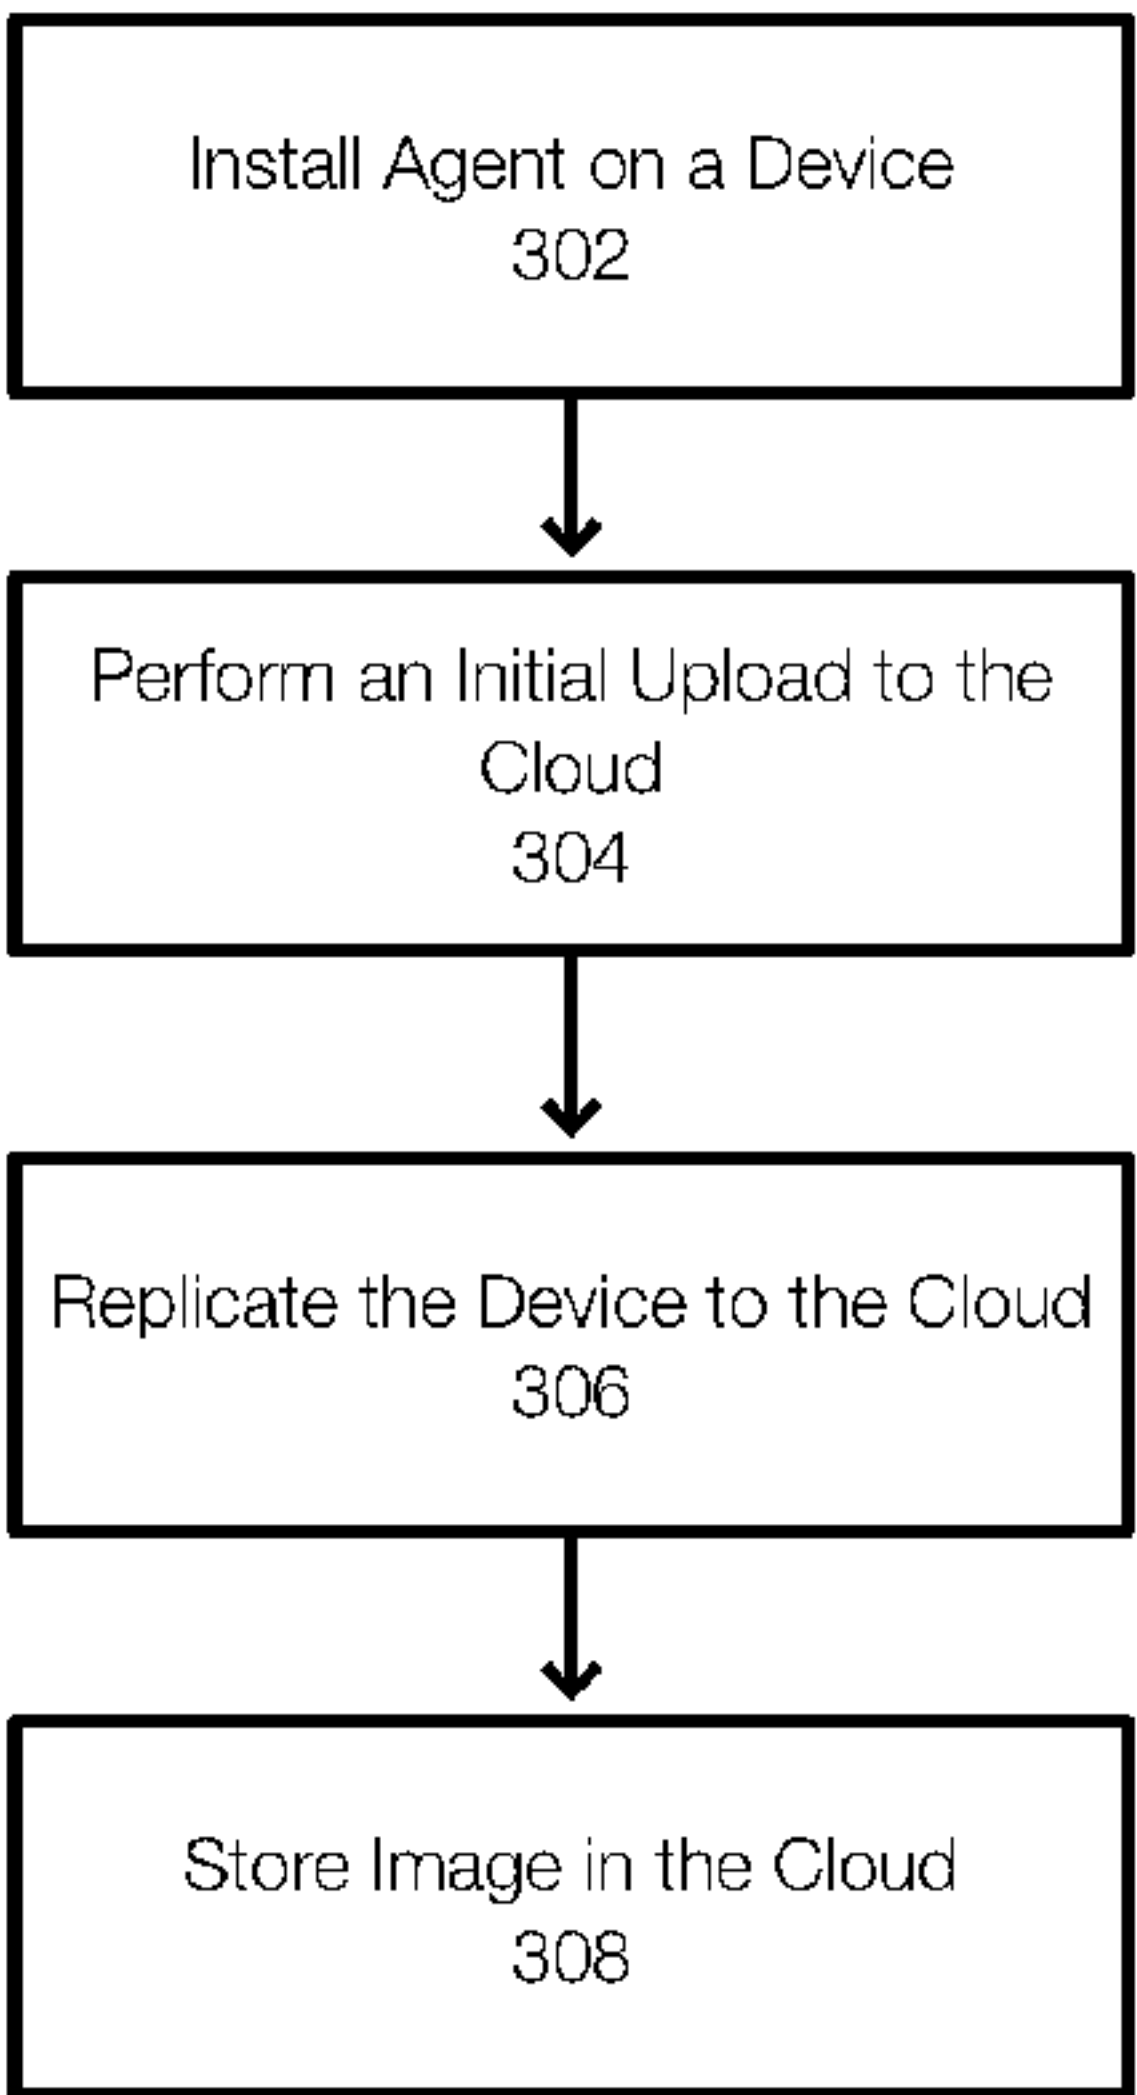 Install Agent on a Device
302
Perform an Initial Upload to the
Cloud
304
Replicate the Device to the Cloud
306
Store Image in the Cloud
308